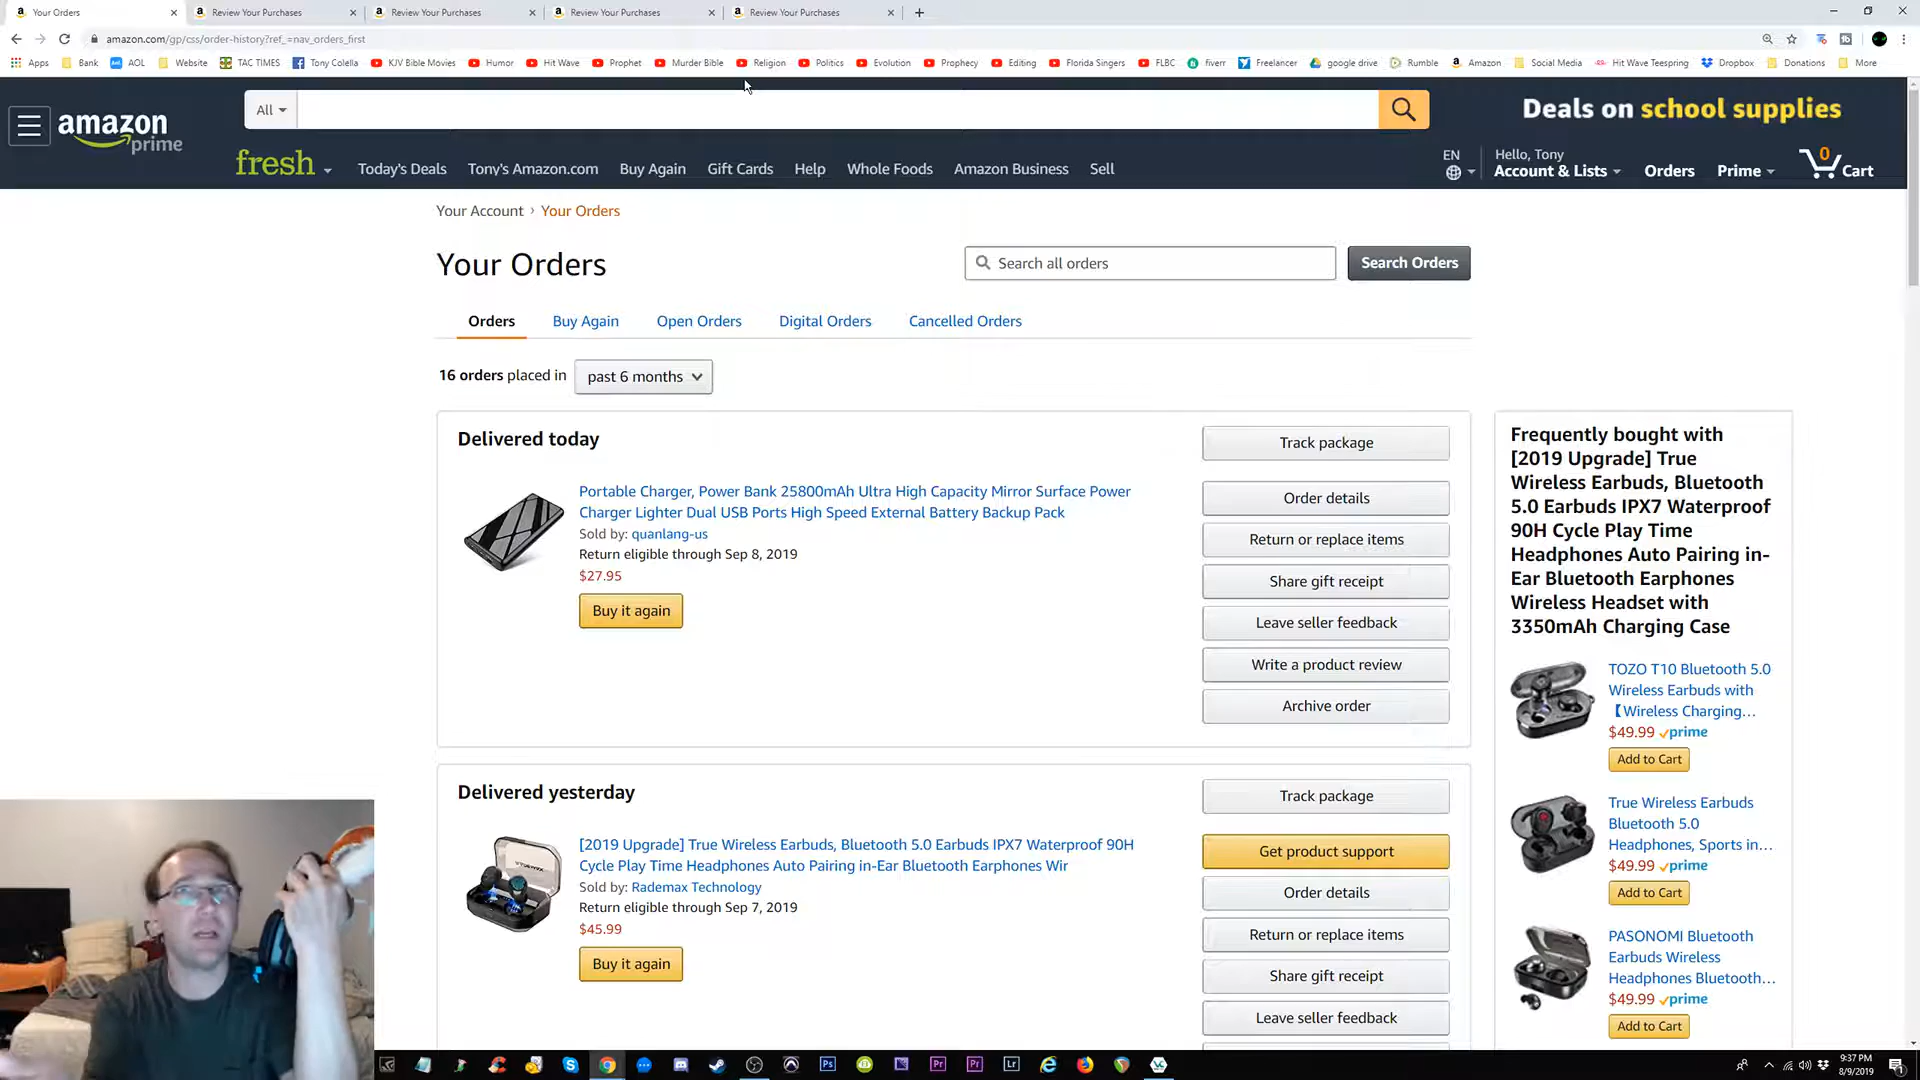 Your Orders
Review Your Purchases
Review Your Purchases
Review Your Purchases
Review Your Purchases
amazon.com/gp/css/order-history?ref_=nav_orders_first
Apps
Bank
AOL
Website
TAC TIMES
Tony Colella
KJV Bible Movies
Humor
Hit Wave
Prophet
Murder Bible
Religion
Politics
Evolution
Prophecy
Editing
Florida Singers
FLBC
fiverr
Freelancer
google drive
Rumble
Amazon
Social Media
Hit Wave Teespring
Dropbox
Donations
More
amazon
prime
All
Deals on school supplies
fresh
Today's Deals
Tony's Amazon.com
Buy Again
Gift Cards
Help
Whole Foods
Amazon Business
Sell
EN
Hello, Tony
Account & Lists
Orders
Prime
0
Cart
Your Account › Your Orders
Your Orders
Search all orders
Search Orders
Orders
Buy Again
Open Orders
Digital Orders
Cancelled Orders
16 orders placed in past 6 months
Delivered today
Portable Charger, Power Bank 25800mAh Ultra High Capacity Mirror Surface Power
Charger Lighter Dual USB Ports High Speed External Battery Backup Pack
Sold by: quanlang-us
Return eligible through Sep 8, 2019
$27.95
Buy it again
Track package
Order details
Return or replace items
Share gift receipt
Leave seller feedback
Write a product review
Archive order
Delivered yesterday
[2019 Upgrade] True Wireless Earbuds, Bluetooth 5.0 Earbuds IPX7 Waterproof 90H
Cycle Play Time Headphones Auto Pairing in-Ear Bluetooth Earphones Wir
Sold by: Rademax Technology
Return eligible through Sep 7, 2019
$45.99
Buy it again
Track package
Get product support
Order details
Return or replace items
Share gift receipt
Leave seller feedback
Frequently bought with
[2019 Upgrade] True
Wireless Earbuds, Bluetooth
5.0 Earbuds IPX7 Waterproof
90H Cycle Play Time
Headphones Auto Pairing in-
Ear Bluetooth Earphones
Wireless Headset with
3350mAh Charging Case
TOZO T10 Bluetooth 5.0
Wireless Earbuds with
【Wireless Charging…
$49.99 prime
Add to Cart
True Wireless Earbuds
Bluetooth 5.0
Headphones, Sports in…
$49.99 prime
Add to Cart
PASONOMI Bluetooth
Earbuds Wireless
Headphones Bluetooth…
$49.99 prime
Add to Cart
Ps
Pr
Pr
Lr
9:37 PM
8/9/2019